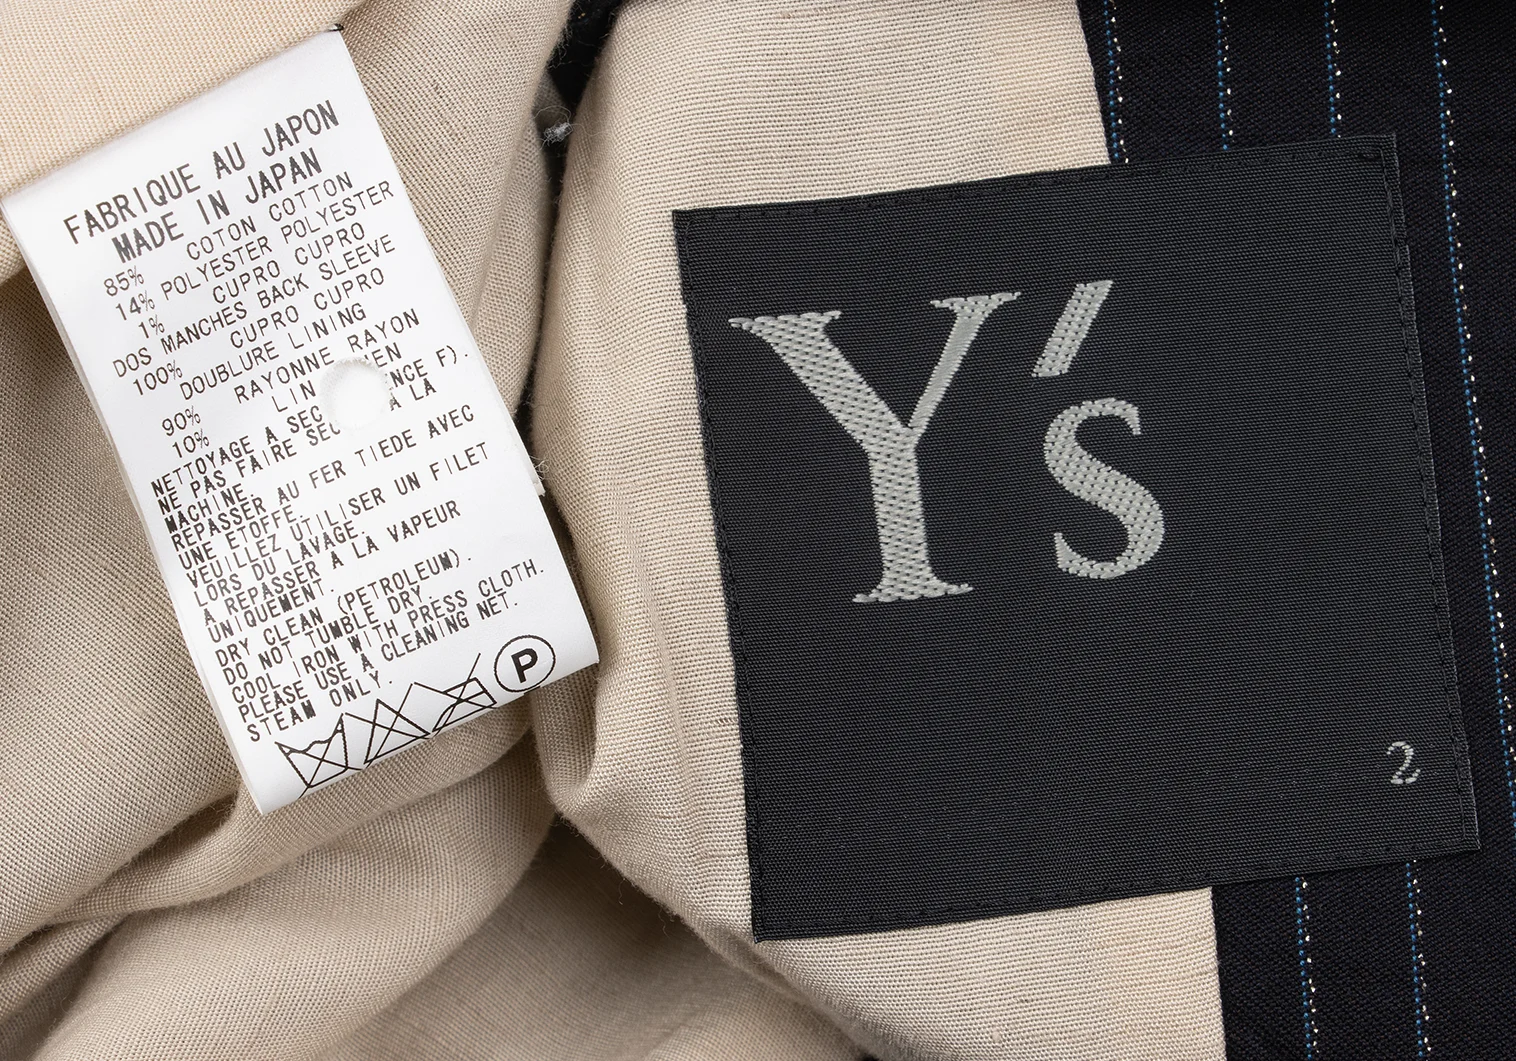 FABRIQUE AU JAPON
MADE IN JAPAN
85% COTON COTTON
14% POLYESTER POLYESTER
1% CUPRO CUPRO
DOS MANCHES BACK SLEEVE
100% CUPRO CUPRO
DOUBLURE LINING
90% RAYONNE RAYON
10% LIN
NETTOYAGE A SEC F).
NE PAS FAIRE SEC A LA
MACHINE.
REPASSER AU FER TIEDE AVEC
UNE ETOFFE.
VEUILLEZ UTILISER UN FILET
LORS DU LAVAGE.
A REPASSER A LA VAPEUR
UNIQUEMENT.
DRY CLEAN (PETROLEUM).
DO NOT TUMBLE DRY.
COOL IRON WITH PRESS CLOTH.
PLEASE USE A CLEANING NET.
STEAM ONLY.
P
Y's
2